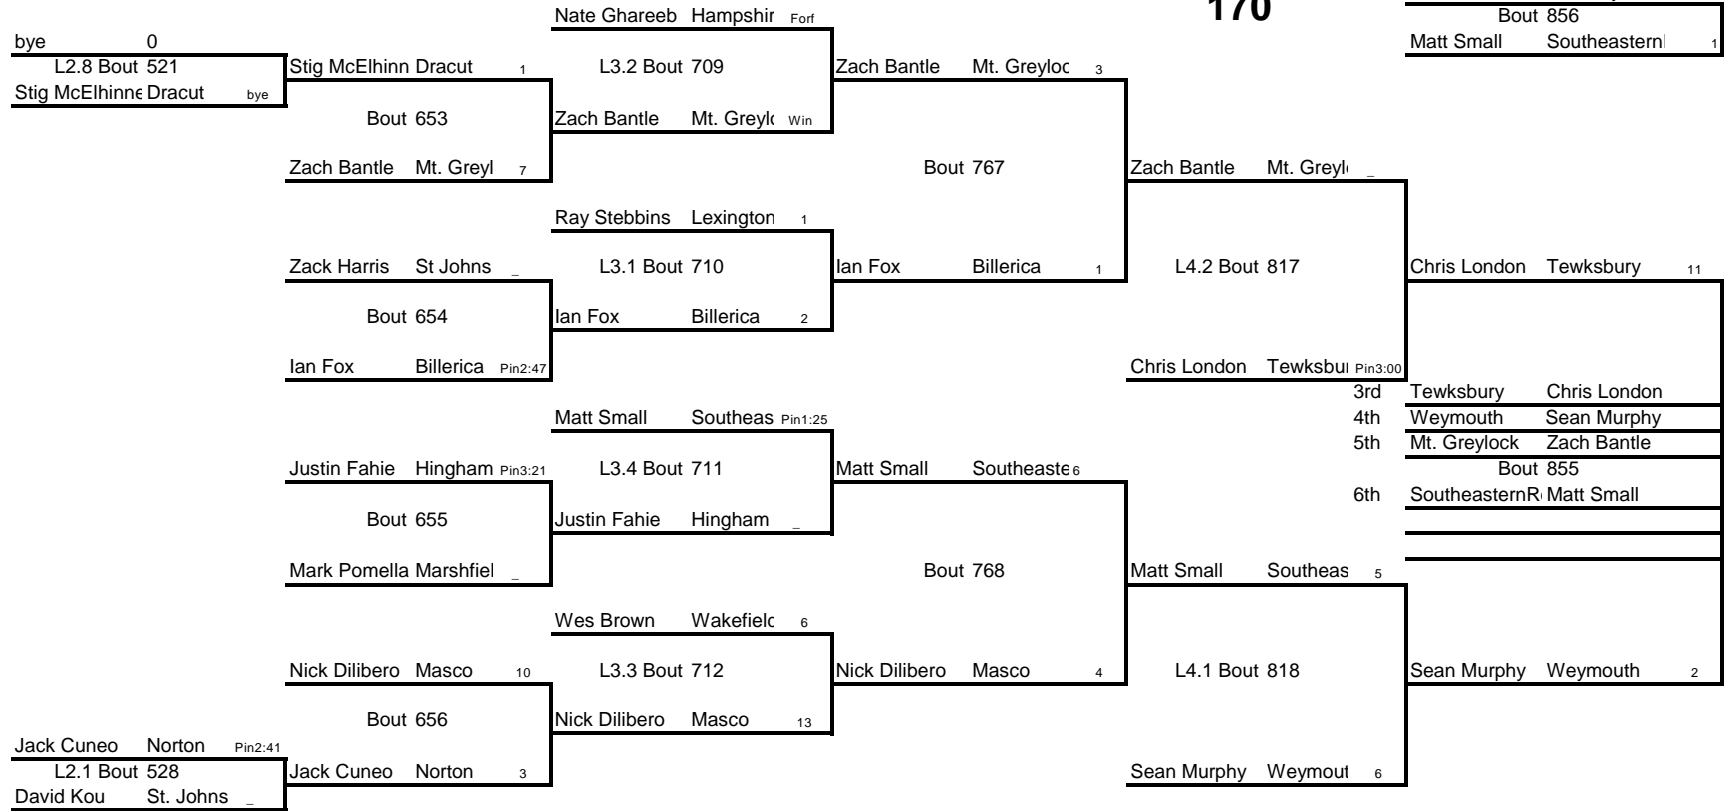 170
Nate Ghareeb Hampshir Forf
Bout 856
bye 0
Matt Small Southeastern 1
L2.8 Bout 521
Stig McElhinn Dracut 1
L3.2 Bout 709
Zach Bantle Mt. Greyloc 3
Stig McElhinne Dracut bye
Bout 653
Zach Bantle Mt. Greylo Win
Zach Bantle Mt. Greyl 7
Bout 767
Zach Bantle Mt. Greylo _
Ray Stebbins Lexington 1
Zack Harris St Johns _
L3.1 Bout 710
Ian Fox Billerica 1
L4.2 Bout 817
Chris London Tewksbury 11
Bout 654
Ian Fox Billerica 2
Ian Fox Billerica Pin2:47
Chris London Tewksbu Pin3:00
3rd Tewksbury Chris London
Matt Small Southeas Pin1:25
4th Weymouth Sean Murphy
5th Mt. Greylock Zach Bantle
Justin Fahie Hingham Pin3:21
L3.4 Bout 711
Matt Small Southeaste 6
Bout 855
6th SoutheasternR Matt Small
Bout 655
Justin Fahie Hingham _
Mark Pomella Marshfiel _
Bout 768
Matt Small Southeas 5
Wes Brown Wakefield 6
Nick Dilibero Masco 10
L3.3 Bout 712
Nick Dilibero Masco 4
L4.1 Bout 818
Sean Murphy Weymouth 2
Bout 656
Nick Dilibero Masco 13
Jack Cuneo Norton Pin2:41
L2.1 Bout 528
Jack Cuneo Norton 3
Sean Murphy Weymout 6
David Kou St. Johns _